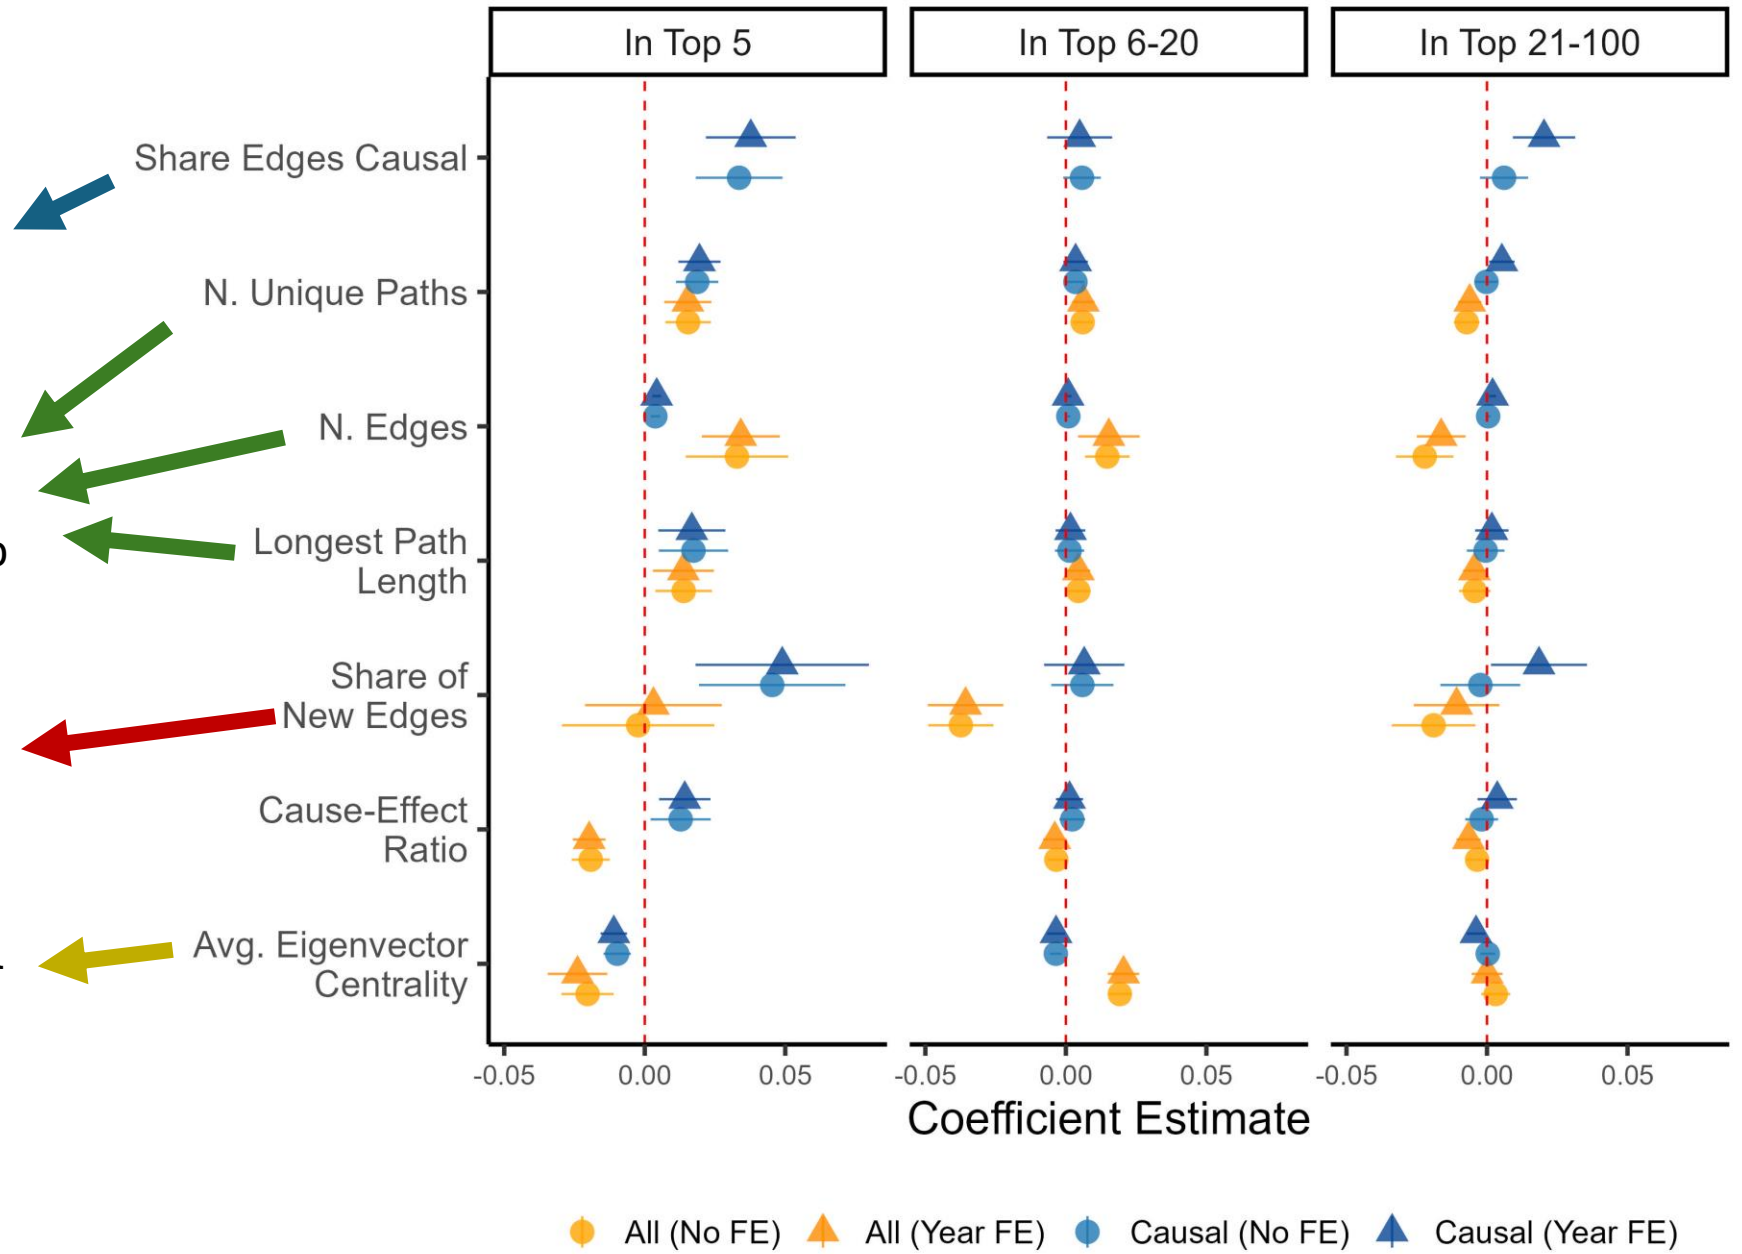 In Top 5
In Top 6-20
In Top 21-100
Share Edges Causal
N. Unique Paths
N. Edges
Longest Path
Length
Share of
New Edges
Cause-Effect
Ratio
Avg. Eigenvector
Centrality
-0.05 0.00 0.05 -0.05 0.00 0.05 -0.05 0.00 0.05
Coefficient Estimate
All (No FE) All (Year FE) Causal (No FE) Causal (Year FE)